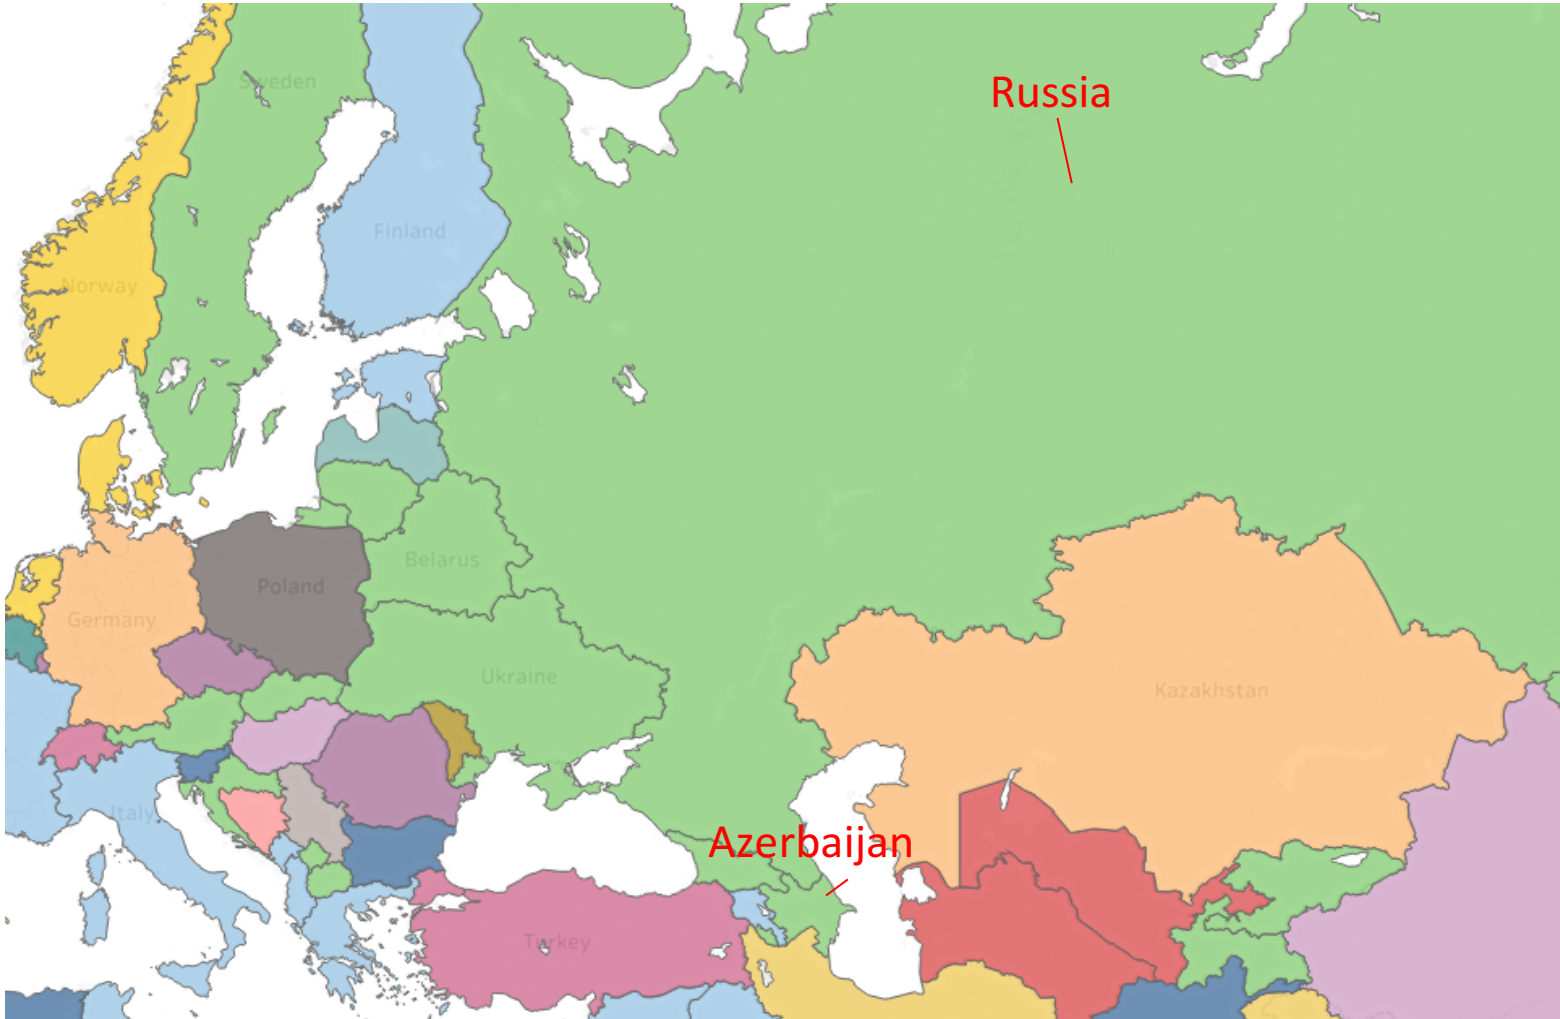 Russia
Sweden
Finland
Norway
Belarus
Poland
Germany
Ukraine
Kazakhstan
Italy
Azerbaijan
Turkey